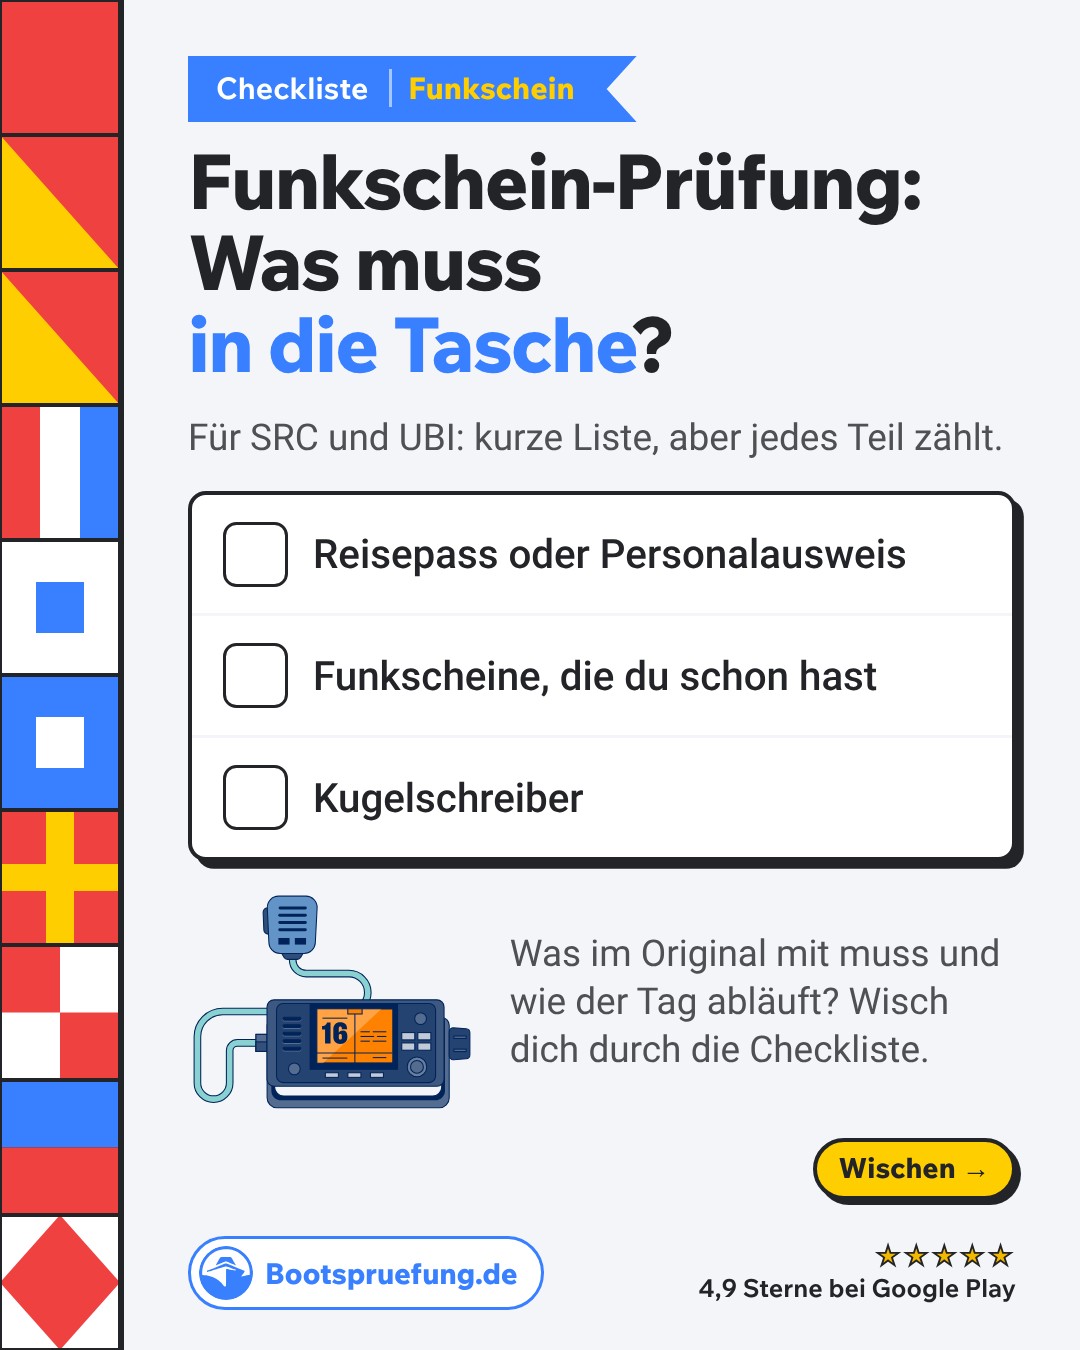 Checkliste | Funkschein
Funkschein-Prüfung:
Was muss
in die Tasche?
Für SRC und UBI: kurze Liste, aber jedes Teil zählt.
Reisepass oder Personalausweis
Funkscheine, die du schon hast
Kugelschreiber
16
Was im Original mit muss und
wie der Tag abläuft? Wisch
dich durch die Checkliste.
Wischen →
Bootspruefung.de
★★★★★
4,9 Sterne bei Google Play